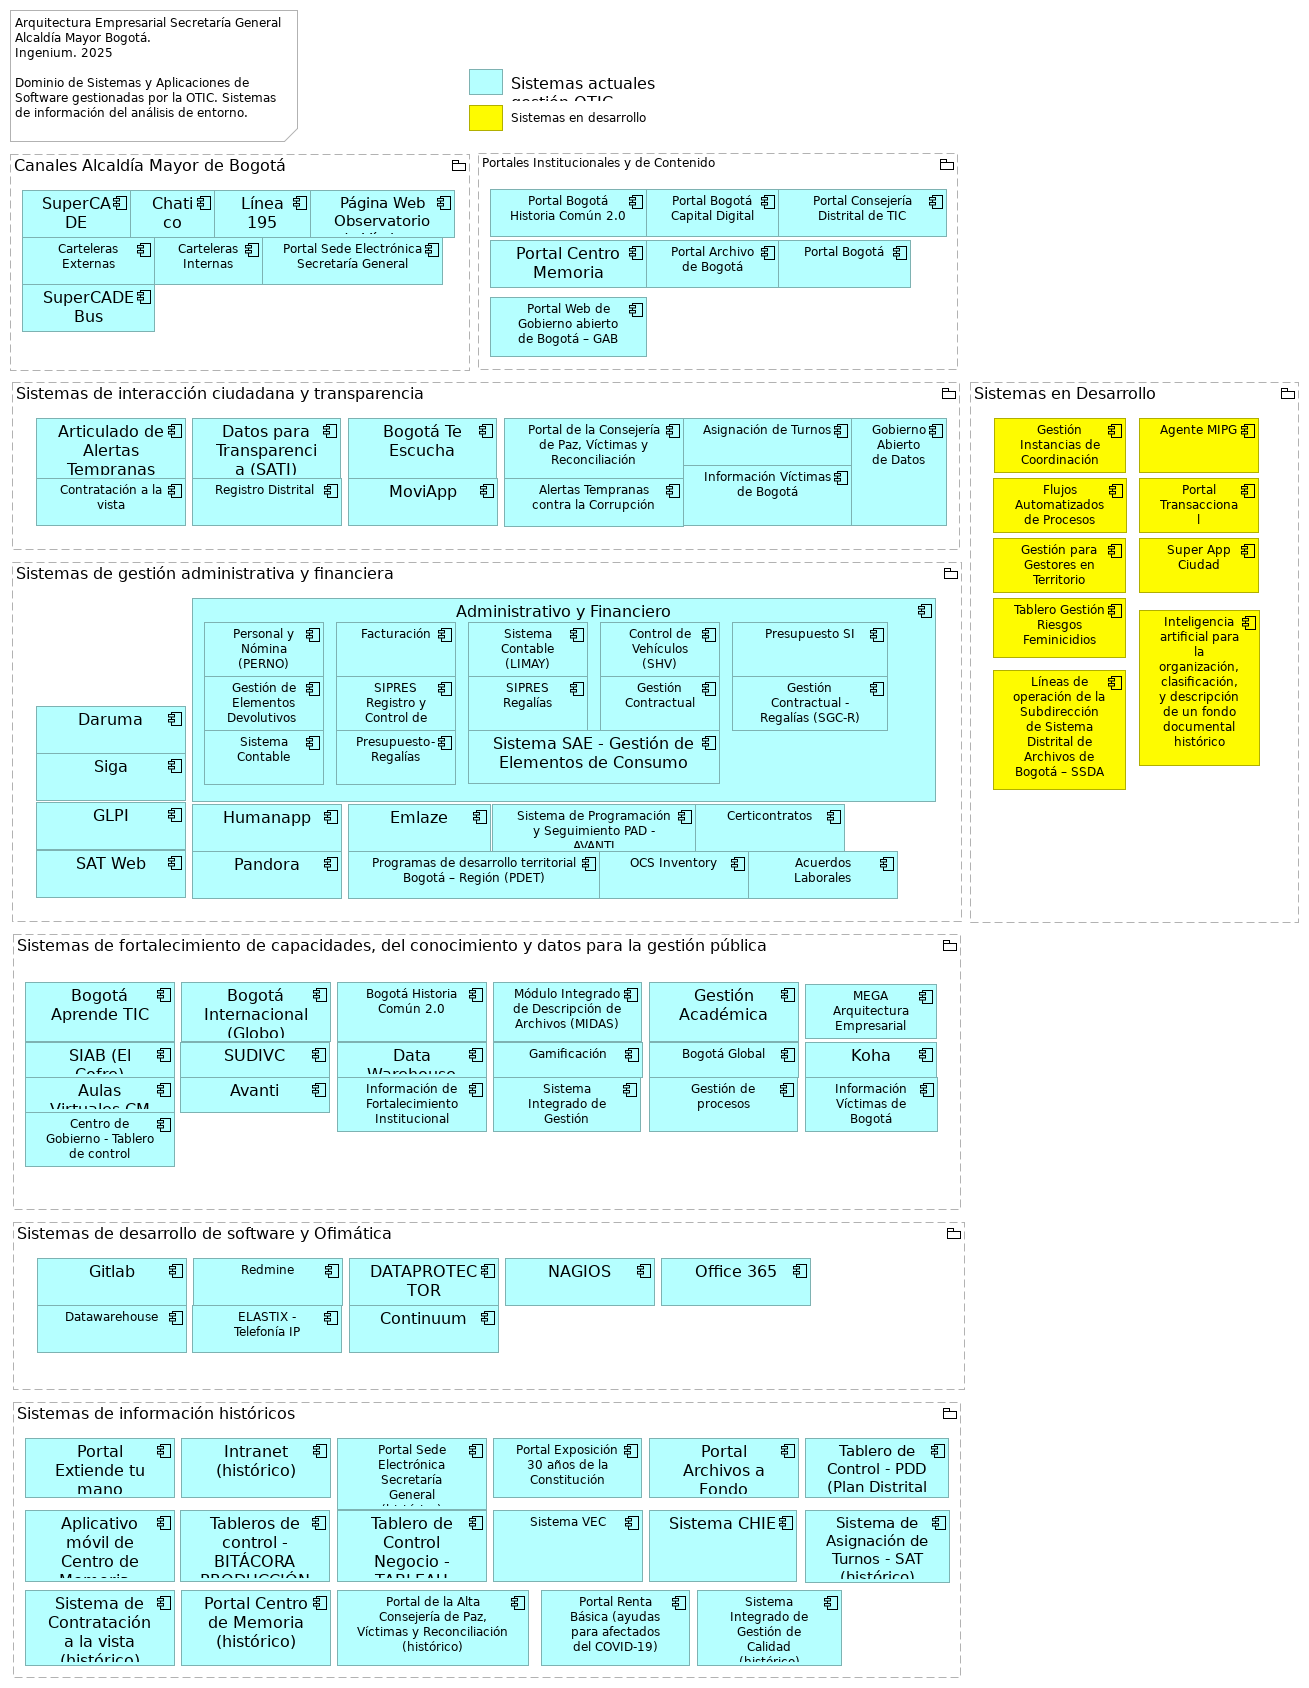 Arquitectura Empresarial Secretaría General
Alcaldía Mayor Bogotá.
Ingenium. 2025
Dominio de Sistemas y Aplicaciones de
Software gestionadas por la OTIC. Sistemas
de información del análisis de entorno.
Sistemas actuales
gestión OTIC
Sistemas en desarrollo
Canales Alcaldía Mayor de Bogotá
SuperCA
DE
Chati
co
Línea
195
Página Web
Observatorio
Carteleras
Externas
Carteleras
Internas
Portal Sede Electrónica
Secretaría General
SuperCADE
Bus
Portales Institucionales y de Contenido
Portal Bogotá
Historia Común 2.0
Portal Bogotá
Capital Digital
Portal Consejería
Distrital de TIC
Portal Centro
Memoria
Portal Archivo
de Bogotá
Portal Bogotá
Portal Web de
Gobierno abierto
de Bogotá – GAB
Sistemas de interacción ciudadana y transparencia
Articulado de
Alertas
Tempranas
Datos para
Transparenci
a (SATI)
Bogotá Te
Escucha
Portal de la Consejería
de Paz, Víctimas y
Reconciliación
Asignación de Turnos
Gobierno
Abierto
de Datos
Información Víctimas
de Bogotá
Contratación a la
vista
Registro Distrital
MoviApp
Alertas Tempranas
contra la Corrupción
Sistemas en Desarrollo
Gestión
Instancias de
Coordinación
Agente MIPG
Flujos
Automatizados
de Procesos
Portal
Transacciona
l
Gestión para
Gestores en
Territorio
Super App
Ciudad
Tablero Gestión
Riesgos
Feminicidios
Inteligencia
artificial para
la
organización,
clasificación,
y descripción
de un fondo
documental
histórico
Líneas de
operación de la
Subdirección
de Sistema
Distrital de
Archivos de
Bogotá – SSDA
Sistemas de gestión administrativa y financiera
Administrativo y Financiero
Personal y
Nómina
(PERNO)
Facturación
Sistema
Contable
(LIMAY)
Control de
Vehículos
(SHV)
Presupuesto SI
Gestión de
Elementos
Devolutivos
SIPRES
Registro y
Control de
SIPRES
Regalías
Gestión
Contractual
Gestión
Contractual -
Regalías (SGC-R)
Sistema
Contable
Presupuesto-
Regalías
Sistema SAE - Gestión de
Elementos de Consumo
Daruma
Siga
GLPI
SAT Web
Humanapp
Emlaze
Sistema de Programación
y Seguimiento PAD -
AVANTI
Certicontratos
Pandora
Programas de desarrollo territorial
Bogotá – Región (PDET)
OCS Inventory
Acuerdos
Laborales
Sistemas de fortalecimiento de capacidades, del conocimiento y datos para la gestión pública
Bogotá
Aprende TIC
Bogotá
Internacional
(Globo)
Bogotá Historia
Común 2.0
Módulo Integrado
de Descripción de
Archivos (MIDAS)
Gestión
Académica
MEGA
Arquitectura
Empresarial
SIAB (El
Cofre)
SUDIVC
Data
Warehouse
Gamificación
Bogotá Global
Koha
Aulas
Virtuales CM
Avanti
Información de
Fortalecimiento
Institucional
Sistema
Integrado de
Gestión
Gestión de
procesos
Información
Víctimas de
Bogotá
Centro de
Gobierno - Tablero
de control
Sistemas de desarrollo de software y Ofimática
Gitlab
Redmine
DATAPROTEC
TOR
NAGIOS
Office 365
Datawarehouse
ELASTIX -
Telefonía IP
Continuum
Sistemas de información históricos
Portal
Extiende tu
mano
Intranet
(histórico)
Portal Sede
Electrónica
Secretaría
General
(histórico)
Portal Exposición
30 años de la
Constitución
Portal
Archivos a
Fondo
Tablero de
Control - PDD
(Plan Distrital
Aplicativo
móvil de
Centro de
Memoria
Tableros de
control -
BITÁCORA
PRODUCCIÓN
Tablero de
Control
Negocio -
TABLEAU
Sistema VEC
Sistema CHIE
Sistema de
Asignación de
Turnos - SAT
(histórico)
Sistema de
Contratación
a la vista
(histórico)
Portal Centro
de Memoria
(histórico)
Portal de la Alta
Consejería de Paz,
Víctimas y Reconciliación
(histórico)
Portal Renta
Básica (ayudas
para afectados
del COVID-19)
Sistema
Integrado de
Gestión de
Calidad
(histórico)